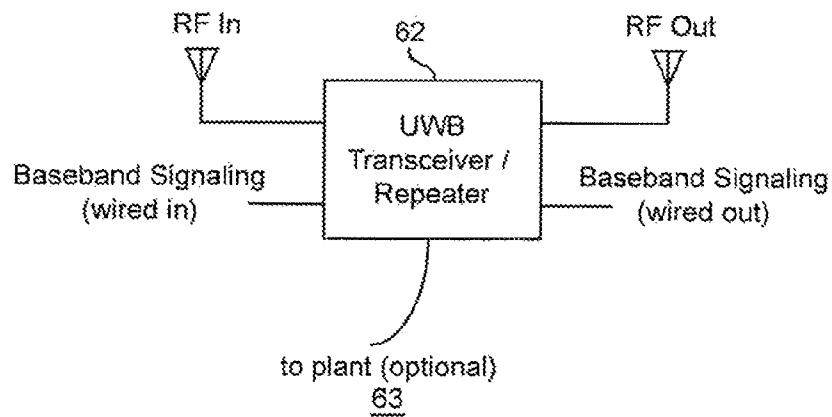 RF In
62
RF Out
UWB
Transceiver /
Repeater
Baseband Signaling
(wired in)
Baseband Signaling
(wired out)
to plant (optional)
63